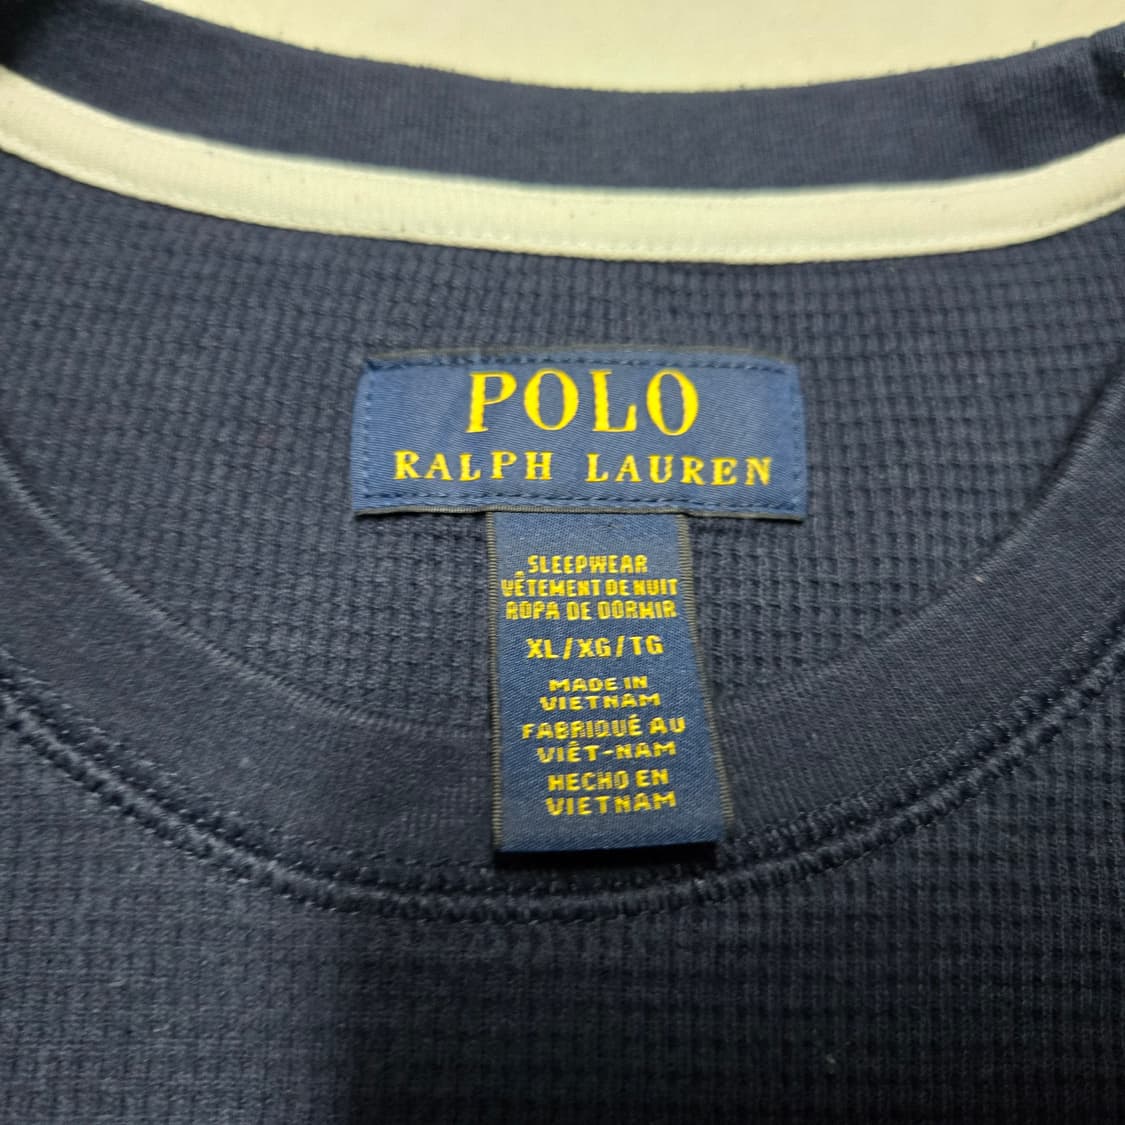 POLO
RALPH LAUREN
SLEEPWEAR
VÊTEMENT DE NUIT
ROPA DE DORMIR
XL/XG/TG
MADE IN
VIETNAM
FABRIQUÉ AU
VIÊT-NAM
HECHO EN
VIETNAM